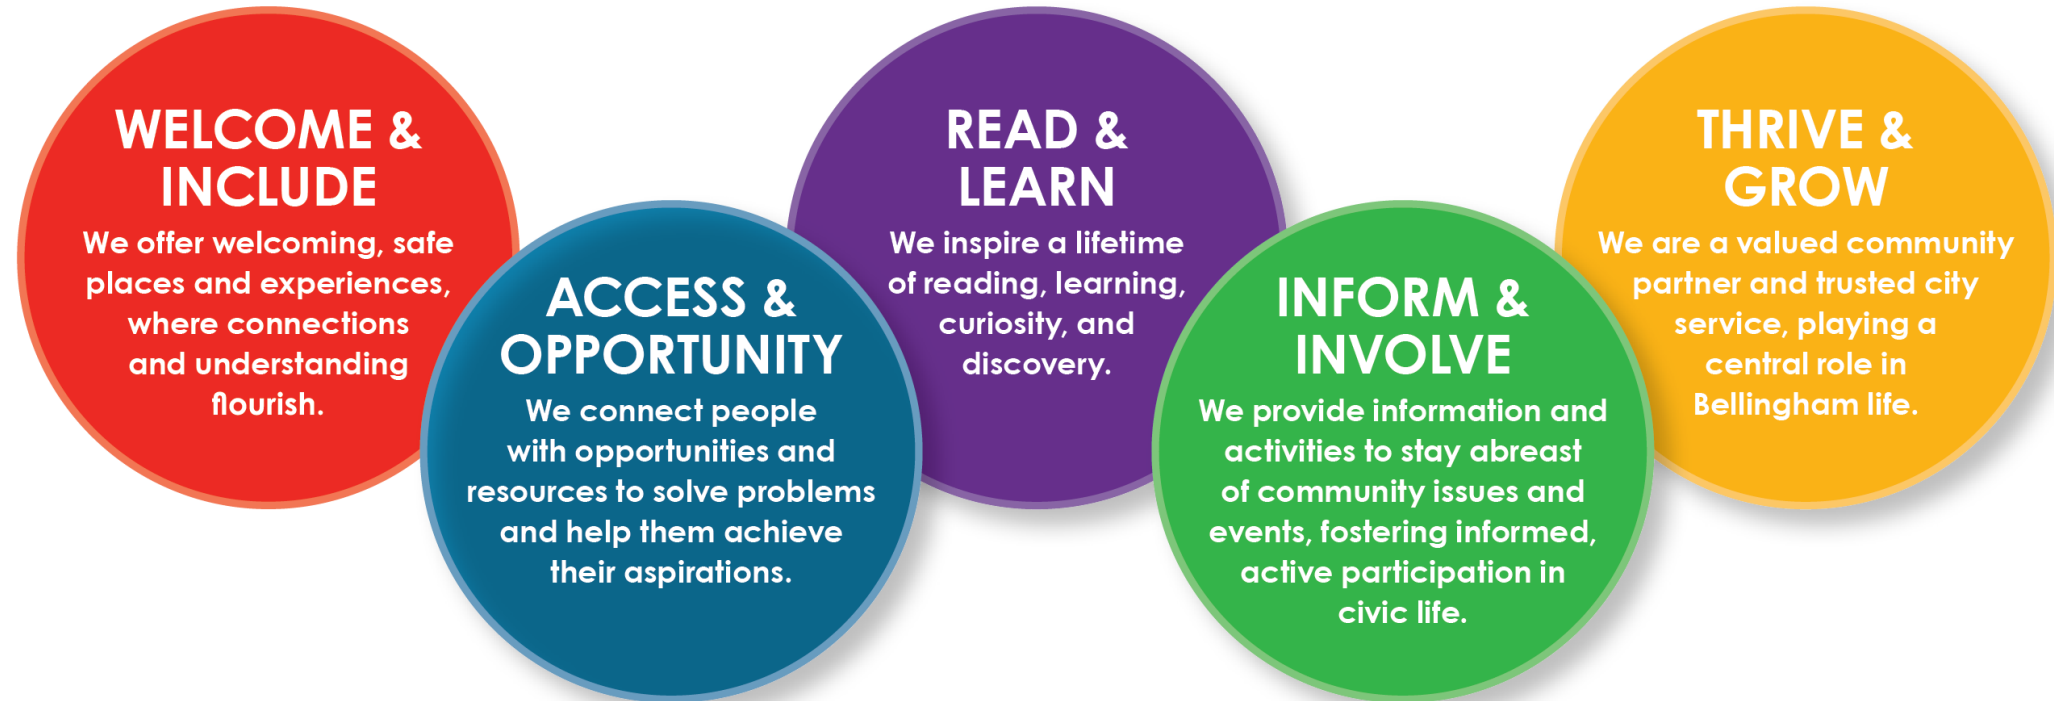 WELCOME &
INCLUDE
We offer welcoming, safe
places and experiences,
where connections
and understanding
flourish.
ACCESS &
OPPORTUNITY
We connect people
with opportunities and
resources to solve problems
and help them achieve
their aspirations.
READ &
LEARN
We inspire a lifetime
of reading, learning,
curiosity, and
discovery.
INFORM &
INVOLVE
We provide information and
activities to stay abreast
of community issues and
events, fostering informed,
active participation in
civic life.
THRIVE &
GROW
We are a valued community
partner and trusted city
service, playing a
central role in
Bellingham life.